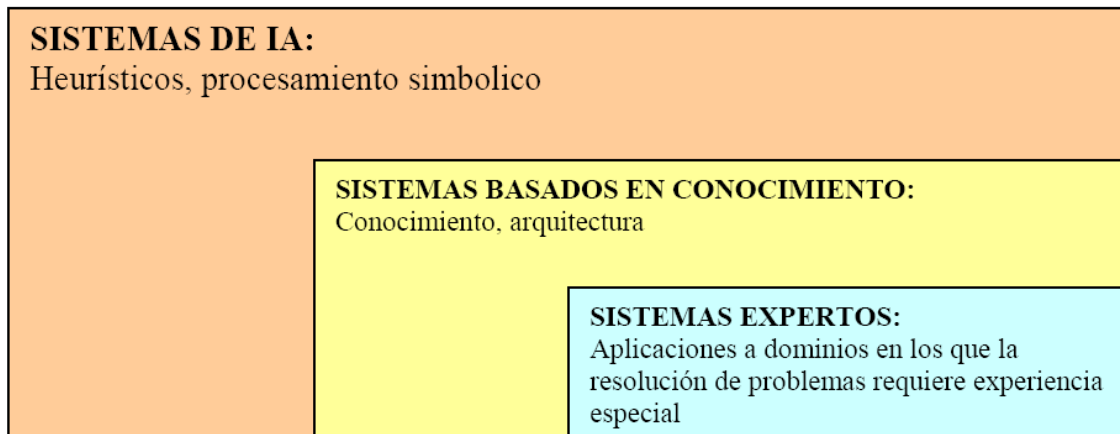 SISTEMAS DE IA:
Heurísticos, procesamiento simbolico
SISTEMAS BASADOS EN CONOCIMIENTO:
Conocimiento, arquitectura
SISTEMAS EXPERTOS:
Aplicaciones a dominios en los que la
resolución de problemas requiere experiencia
especial